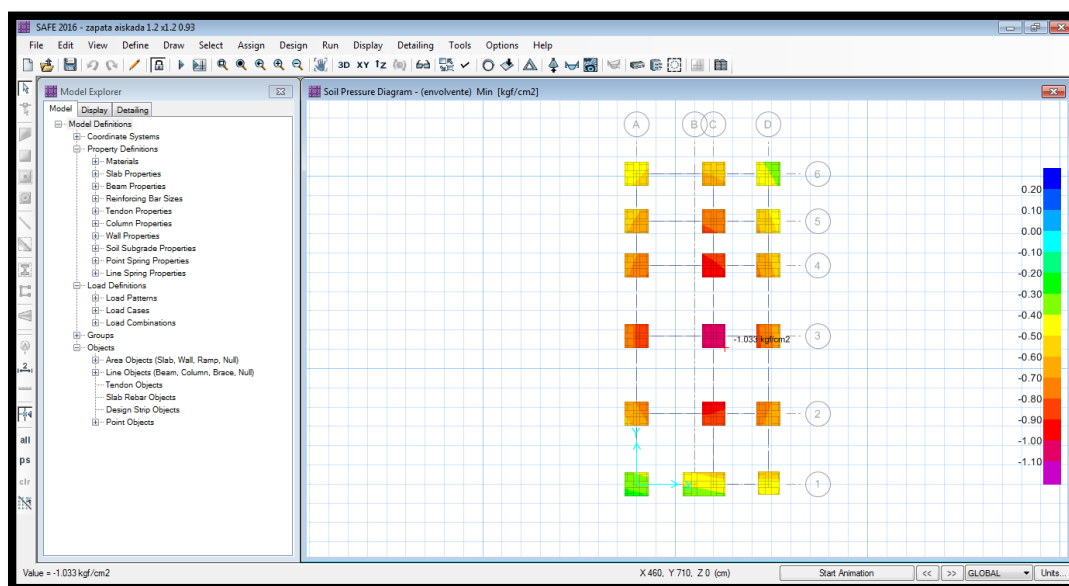 SAFE 2016 - zapata aiskada 1.2 x1.2 0.93
File Edit View Define Draw Select Assign Design Run Display Detailing Tools Options Help
3D XY
Model Explorer
Model Display Detailing
Model Definitions
Coordinate Systems
Property Definitions
Materials
Slab Properties
Beam Properties
Reinforcing Bar Sizes
Tendon Properties
Column Properties
Wall Properties
Soil Subgrade Properties
Point Spring Properties
Line Spring Properties
Load Definitions
Load Patterns
Load Cases
Load Combinations
Groups
Objects
Area Objects (Slab, Wall, Ramp, Null)
Line Objects (Beam, Column, Brace, Null)
Tendon Objects
Slab Rebar Objects
Design Strip Objects
Point Objects
all
ps
clr
Soil Pressure Diagram - (envolvente) Min [kgf/cm2]
A B C D
6
5
4
3
2
1
-1.033 kgf/cm2
X
Y
0.20
0.10
0.00
-0.10
-0.20
-0.30
-0.40
-0.50
-0.60
-0.70
-0.80
-0.90
-1.00
-1.10
Value = -1.033 kgf/cm2
X 460, Y 710, Z 0 (cm)
Start Animation
<< >>
GLOBAL
Units...